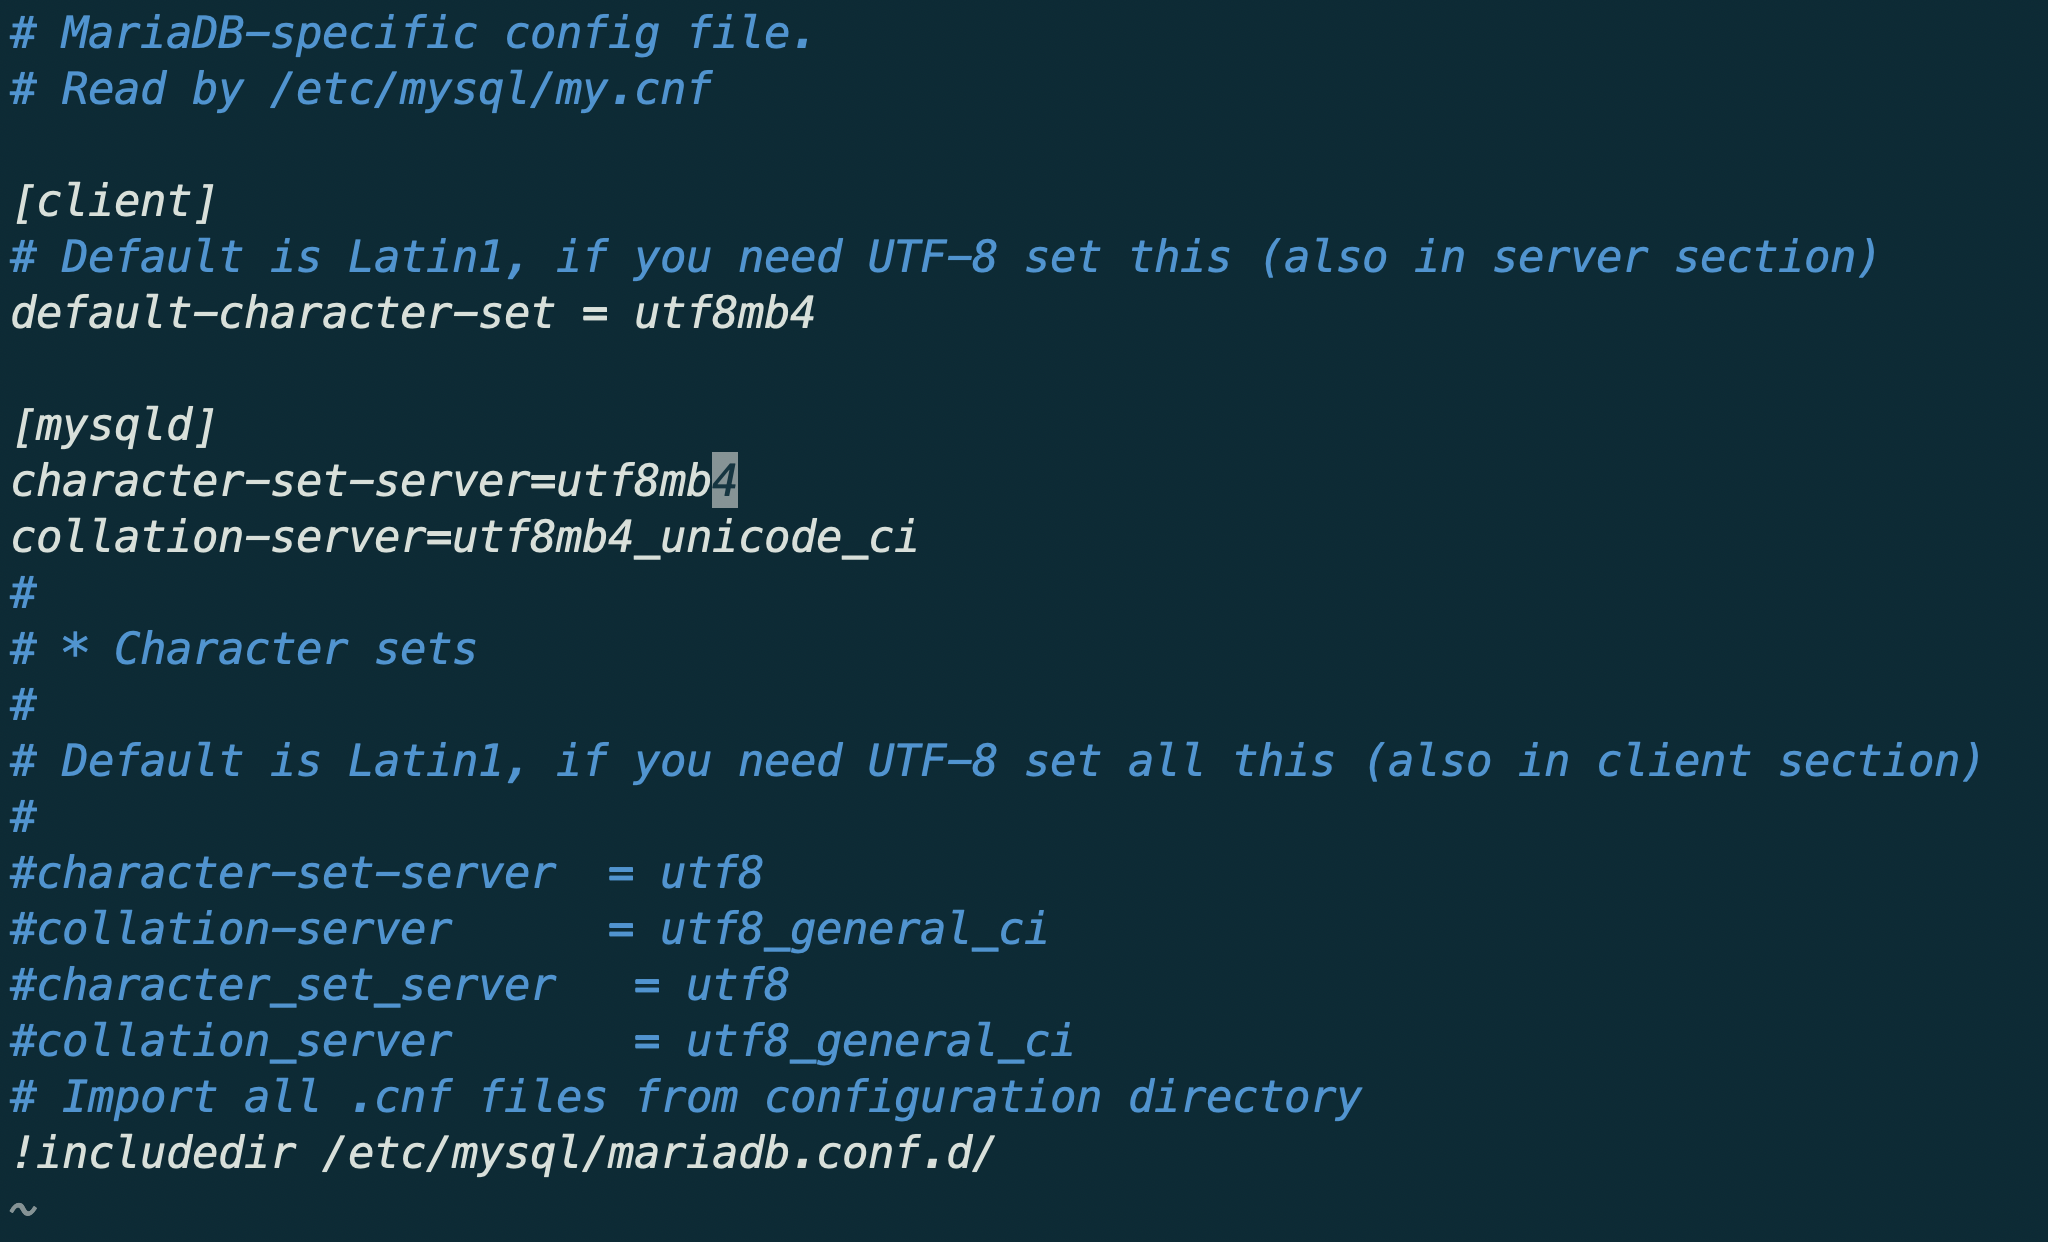 # MariaDB-specific config file.
# Read by /etc/mysql/my.cnf
[client]
# Default is Latin1, if you need UTF-8 set this (also in server section)
default-character-set = utf8mb4
[mysqld]
character-set-server=utf8mb4
collation-server=utf8mb4_unicode_ci
#
# * Character sets
#
# Default is Latin1, if you need UTF-8 set all this (also in client section)
#
#character-set-server  = utf8
#collation-server      = utf8_general_ci
#character_set_server   = utf8
#collation_server       = utf8_general_ci
# Import all .cnf files from configuration directory
!includedir /etc/mysql/mariadb.conf.d/
~